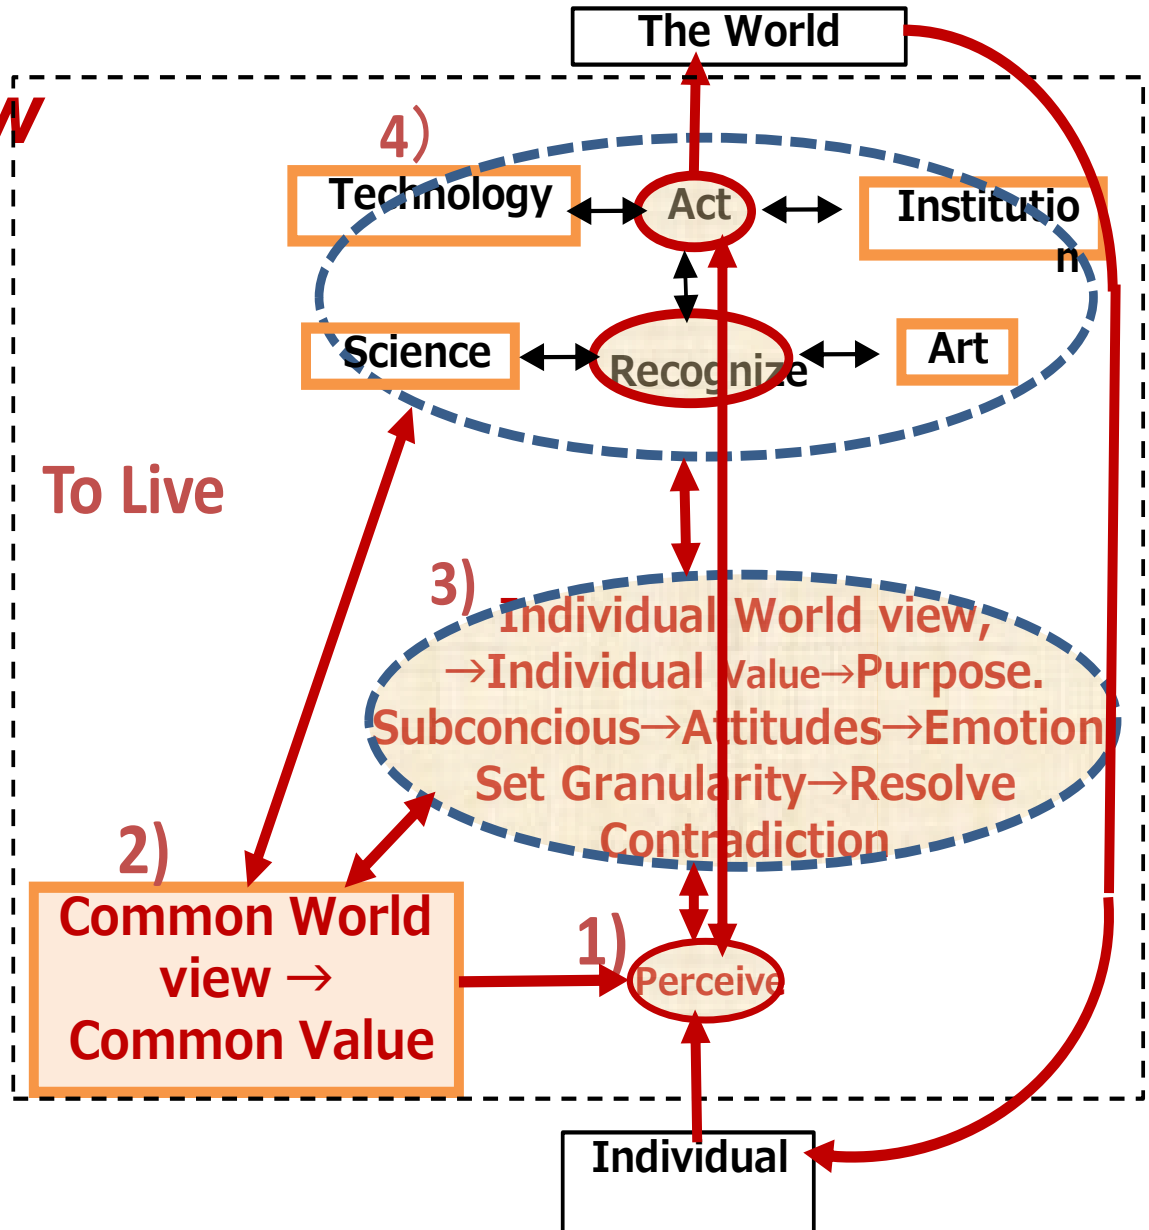 The World
W
4)
Technology
Act
Institutio
n
Science
Recognize
Art
To Live
3)
Individual World view,
→Individual Value→Purpose.
Subconcious→Attitudes→Emotion
Set Granularity→Resolve
Contradiction
2)
Common World
view →
Common Value
1)
Perceive
Individual